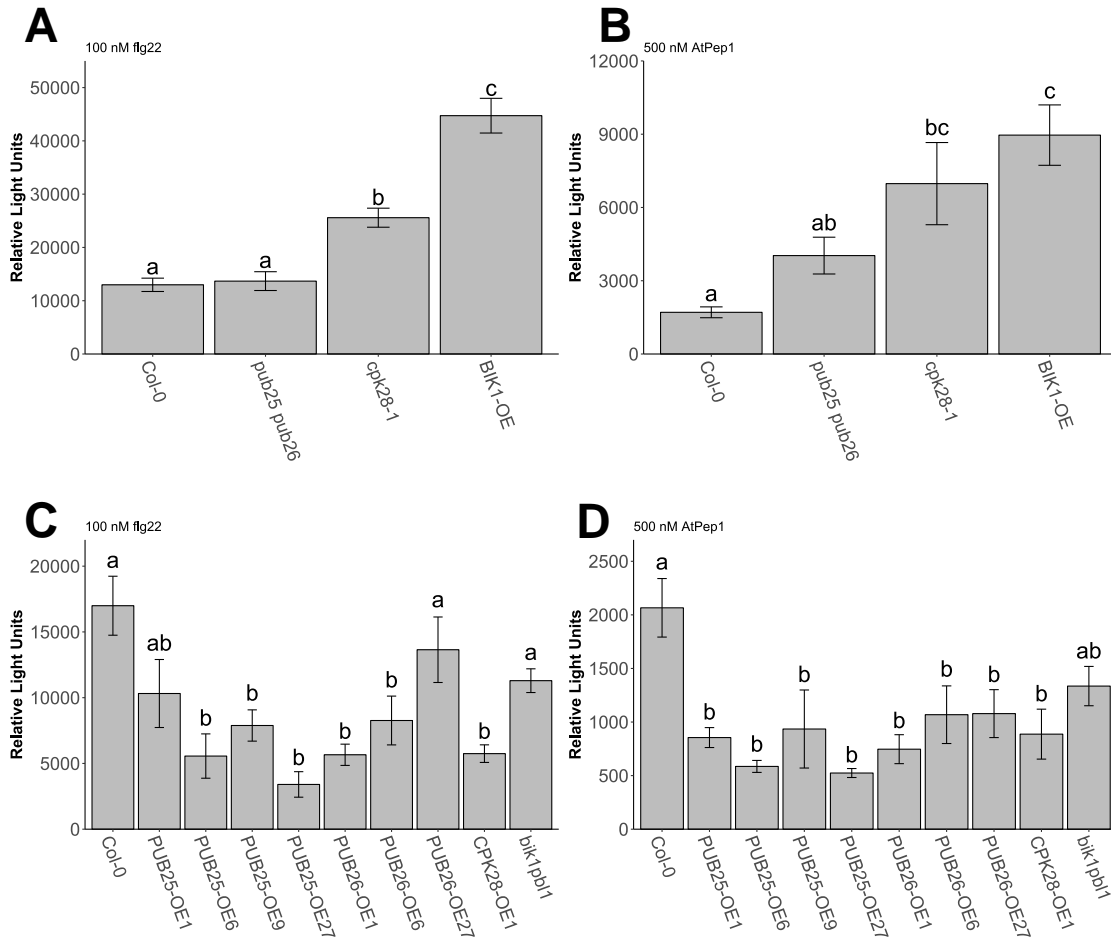 A
100 nM flg22
Relative Light Units
50000
40000
30000
20000
10000
0
a
a
b
c
Col-0
pub25 pub26
cpk28-1
BIK1-OE
B
500 nM AtPep1
Relative Light Units
12000
9000
6000
3000
0
a
ab
bc
c
Col-0
pub25 pub26
cpk28-1
BIK1-OE
C
100 nM flg22
Relative Light Units
20000
15000
10000
5000
0
a
ab
b
b
b
b
b
a
b
a
Col-0
PUB25-OE1
PUB25-OE6
PUB25-OE9
PUB25-OE27
PUB26-OE1
PUB26-OE6
PUB26-OE27
CPK28-OE1
bik1pbl1
D
500 nM AtPep1
Relative Light Units
2500
2000
1500
1000
500
0
a
b
b
b
b
b
b
b
b
ab
Col-0
PUB25-OE1
PUB25-OE6
PUB25-OE9
PUB25-OE27
PUB26-OE1
PUB26-OE6
PUB26-OE27
CPK28-OE1
bik1pbl1